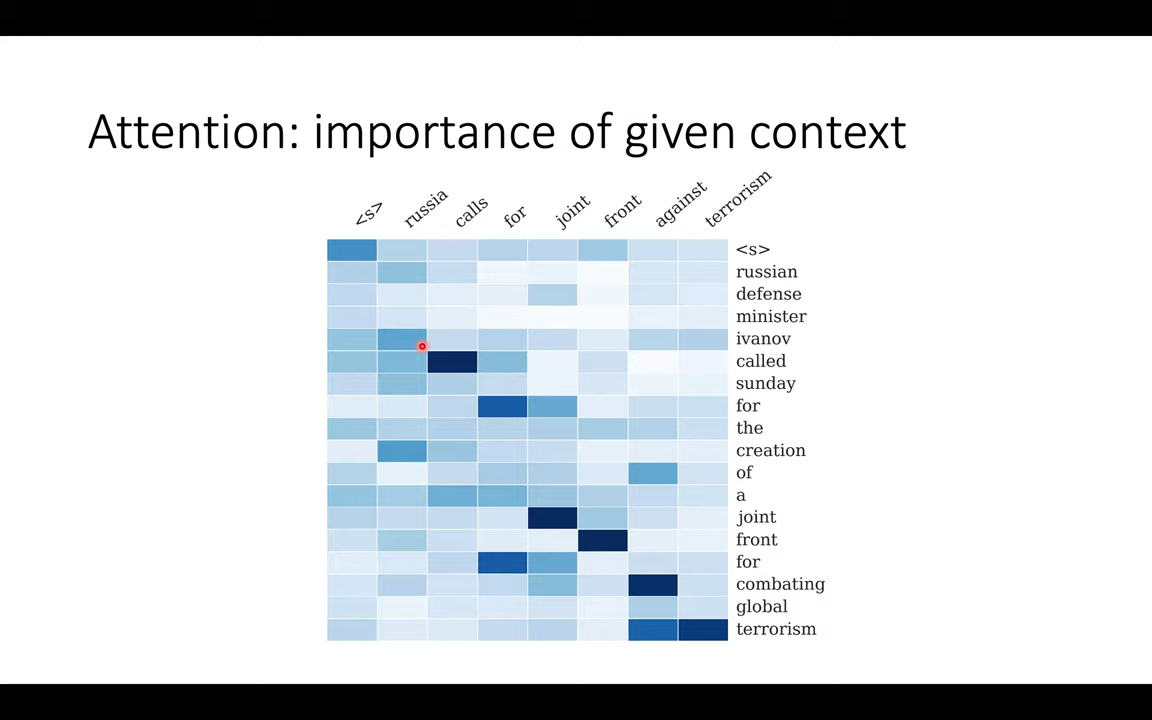 Attention: importance of given context
<s> russia calls for joint front against terrorism
<s>
russian
defense
minister
ivanov
called
sunday
for
the
creation
of
a
joint
front
for
combating
global
terrorism